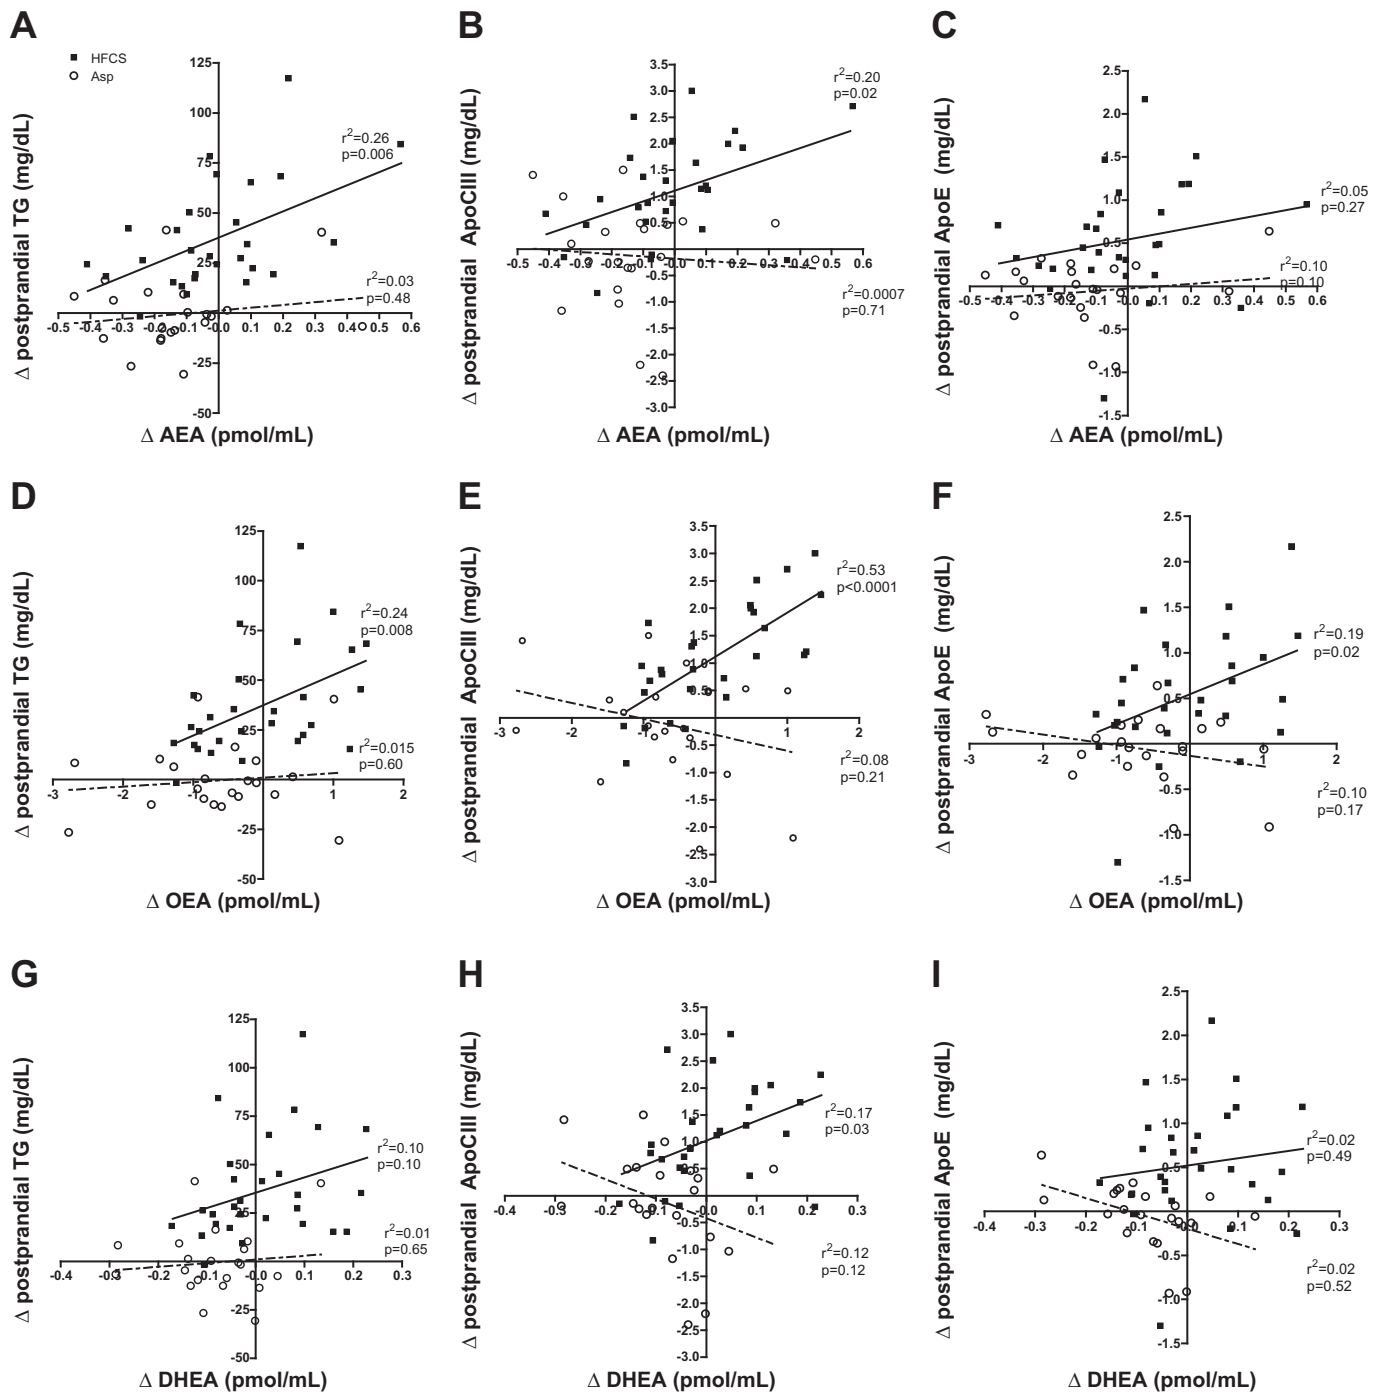 A
HFCS
Asp
Δ postprandial TG (mg/dL)
125
100
75
50
25
-25
-50
-0.5 -0.4 -0.3 -0.2 -0.1 -0.0 0.1 0.2 0.3 0.4 0.5 0.6
r²=0.26
p=0.006
r²=0.03
p=0.48
Δ AEA (pmol/mL)
B
Δ postprandial ApoCIII (mg/dL)
3.5
3.0
2.5
2.0
1.5
1.0
0.5
-0.5
-1.0
-1.5
-2.0
-2.5
-3.0
-0.5 -0.4 -0.3 -0.2 -0.1 0.0 0.1 0.2 0.3 0.4 0.5 0.6
r²=0.20
p=0.02
r²=0.0007
p=0.71
Δ AEA (pmol/mL)
C
Δ postprandial ApoE (mg/dL)
2.5
2.0
1.5
1.0
0.5
-0.5
-1.0
-1.5
-0.5 -0.4 -0.3 -0.2 -0.1 0.0 0.1 0.2 0.3 0.4 0.5 0.6
r²=0.05
p=0.27
r²=0.10
p=0.10
Δ AEA (pmol/mL)
D
Δ postprandial TG (mg/dL)
125
100
75
50
25
-25
-50
-3 -2 -1 0 1 2
r²=0.24
p=0.008
r²=0.015
p=0.60
Δ OEA (pmol/mL)
E
Δ postprandial ApoCIII (mg/dL)
3.5
3.0
2.5
2.0
1.5
1.0
0.5
-0.5
-1.0
-1.5
-2.0
-2.5
-3.0
-3 -2 -1 0 1 2
r²=0.53
p<0.0001
r²=0.08
p=0.21
Δ OEA (pmol/mL)
F
Δ postprandial ApoE (mg/dL)
2.5
2.0
1.5
1.0
0.5
-0.5
-1.0
-1.5
-3 -2 -1 0 1 2
r²=0.19
p=0.02
r²=0.10
p=0.17
Δ OEA (pmol/mL)
G
Δ postprandial TG (mg/dL)
125
100
75
50
25
-25
-50
-0.4 -0.3 -0.2 -0.1 -0.0 0.1 0.2 0.3
r²=0.10
p=0.10
r²=0.01
p=0.65
Δ DHEA (pmol/mL)
H
Δ postprandial ApoCIII (mg/dL)
3.5
3.0
2.5
2.0
1.5
1.0
0.5
-0.5
-1.0
-1.5
-2.0
-2.5
-3.0
-0.4 -0.3 -0.2 -0.1 0.0 0.1 0.2 0.3
r²=0.17
p=0.03
r²=0.12
p=0.12
Δ DHEA (pmol/mL)
I
Δ postprandial ApoE (mg/dL)
2.5
2.0
1.5
1.0
0.5
-0.5
-1.0
-1.5
-0.4 -0.3 -0.2 -0.1 0.0 0.1 0.2 0.3
r²=0.02
p=0.49
r²=0.02
p=0.52
Δ DHEA (pmol/mL)